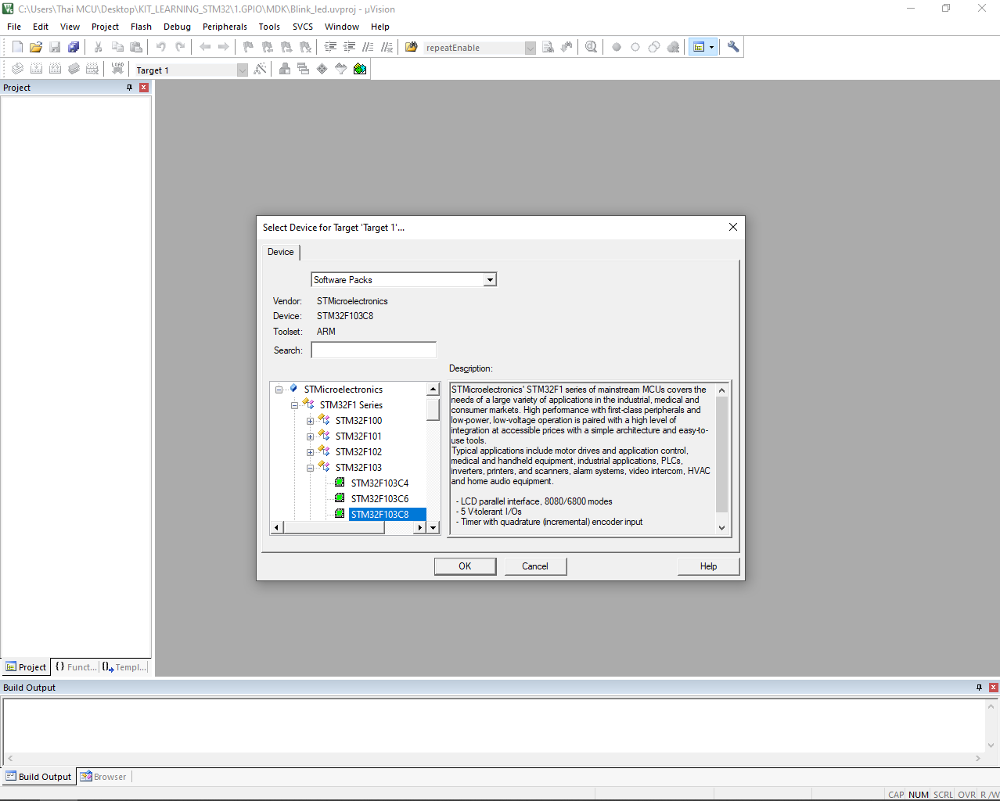 C:\Users\Thai MCU\Desktop\KIT_LEARNING_STM32\1.GPIO\MDK\Blink_led.uvproj - µVision
File Edit View Project Flash Debug Peripherals Tools SVCS Window Help
repeatEnable
LOAD Target 1
Project
Select Device for Target 'Target 1'...
Device
Software Packs
Vendor: STMicroelectronics
Device: STM32F103C8
Toolset: ARM
Search:
Description:
STMicroelectronics
STM32F1 Series
STM32F100
STM32F101
STM32F102
STM32F103
STM32F103C4
STM32F103C6
STM32F103C8
STMicroelectronics' STM32F1 series of mainstream MCUs covers the
needs of a large variety of applications in the industrial, medical and
consumer markets. High performance with first-class peripherals and
low-power, low-voltage operation is paired with a high level of
integration at accessible prices with a simple architecture and easy-to-
use tools.
Typical applications include motor drives and application control,
medical and handheld equipment, industrial applications, PLCs,
inverters, printers, and scanners, alarm systems, video intercom, HVAC
and home audio equipment.
- LCD parallel interface, 8080/6800 modes
- 5 V-tolerant I/Os
- Timer with quadrature (incremental) encoder input
OK Cancel Help
Project {} Funct... 0 Templ...
Build Output
Build Output Browser
CAP NUM SCRL OVR R /W